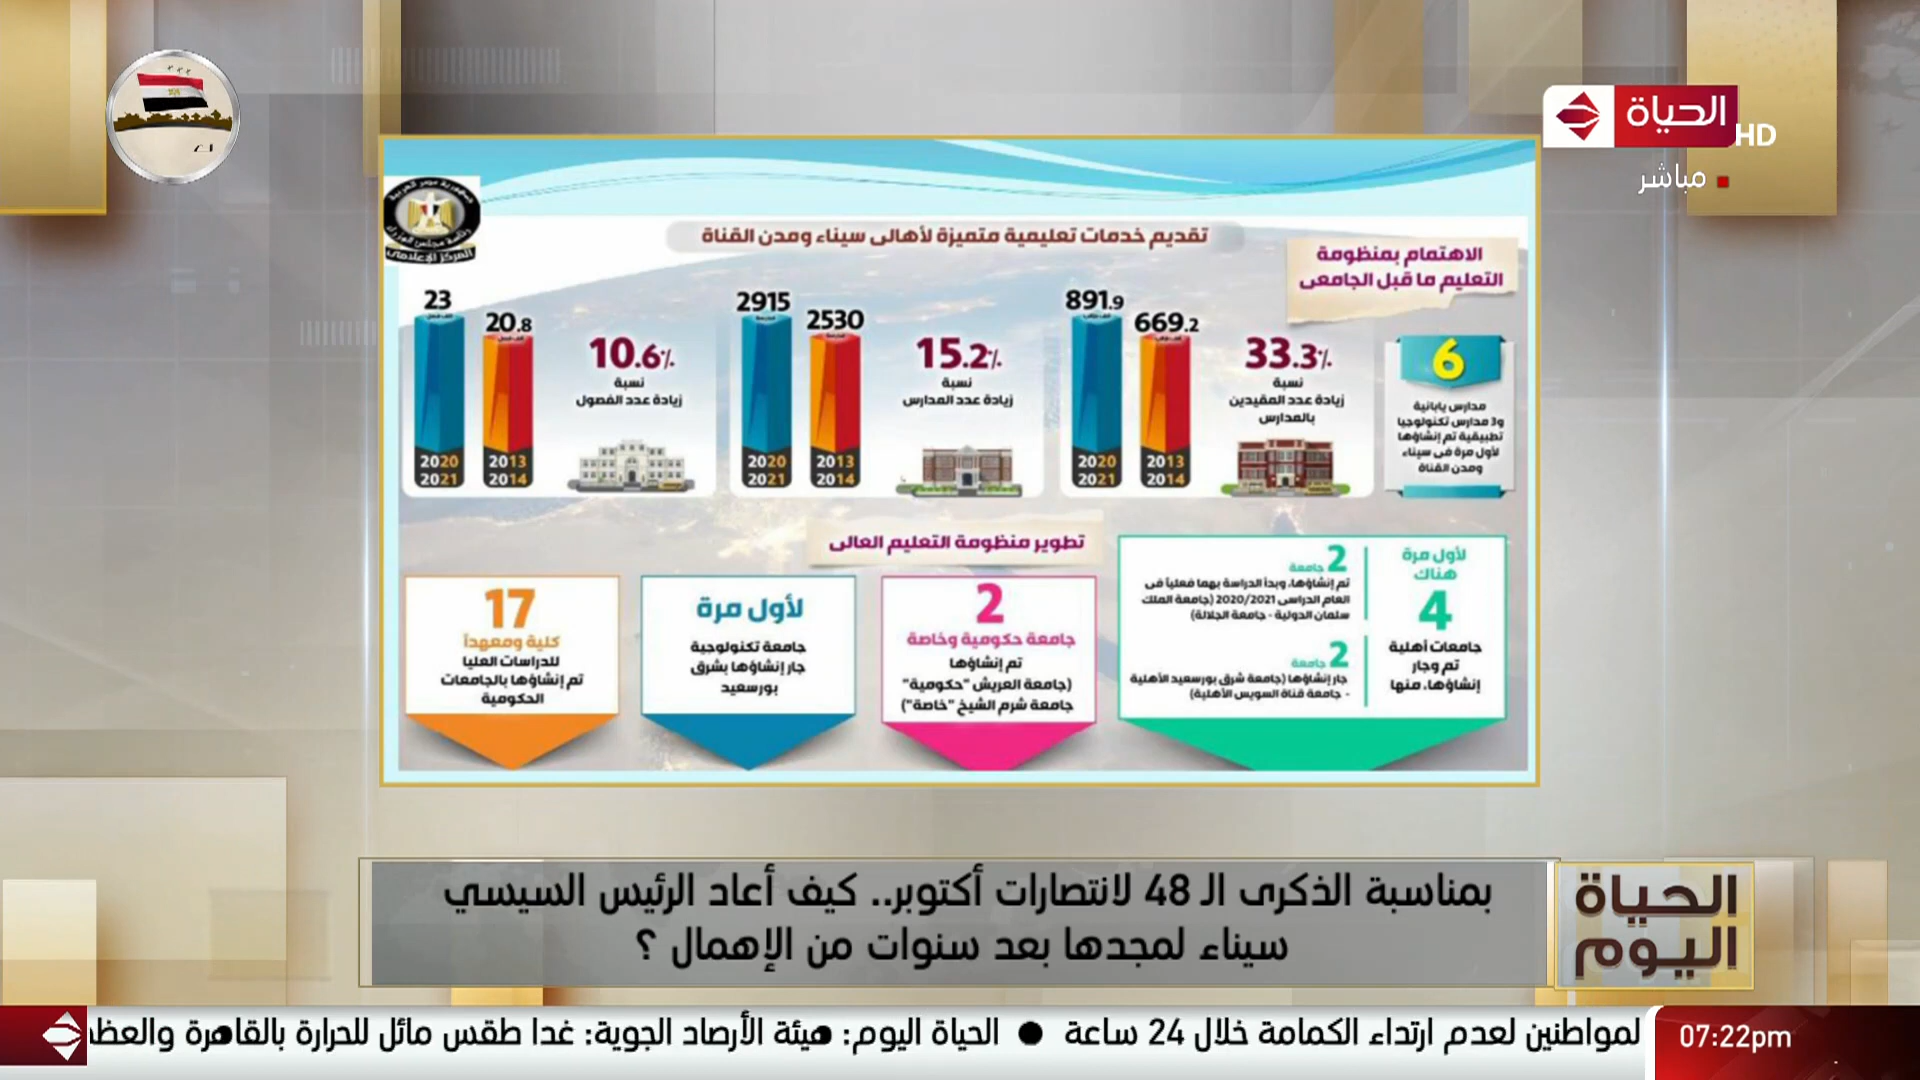 الحياة
HD
مباشر
تقديم خدمات تعليمية متميزة لأهالى سيناء ومدن القناة
الاهتمام بمنظومة
التعليم ما قبل الجامعى
6
مدارس يابانية
و3 مدارس تكنولوجيا
تطبيقية تم إنشاؤها
لأول مرة فى سيناء
ومدن القناة
33.3%
نسبة
زيادة عدد المقيدين
بالمدارس
669.2
2013
2014
891.9
2020
2021
15.2%
نسبة
زيادة عدد المدارس
2530
2013
2014
2915
2020
2021
10.6%
نسبة
زيادة عدد الفصول
20.8
2013
2014
23
2020
2021
تطوير منظومة التعليم العالى
لأول مرة
هناك
4
جامعات أهلية
تم وجار
إنشاؤها، منها
2 جامعة
تم إنشاؤها، وبدأ الدراسة بهما فعلياً فى
العام الدراسى 2020/2021 (جامعة الملك
سلمان الدولية - جامعة الجلالة)
2 جامعة
جار إنشاؤها (جامعة شرق بورسعيد الأهلية
- جامعة قناة السويس الأهلية)
2
جامعة حكومية وخاصة
تم إنشاؤها
(جامعة العريش "حكومية"
جامعة شرم الشيخ "خاصة")
لأول مرة
جامعة تكنولوجية
جار إنشاؤها بشرق
بورسعيد
17
كلية ومعهداً
للدراسات العليا
تم إنشاؤها بالجامعات
الحكومية
بمناسبة الذكرى الـ 48 لانتصارات أكتوبر.. كيف أعاد الرئيس السيسي
سيناء لمجدها بعد سنوات من الإهمال ؟
الحياة
اليوم
لمواطنين لعدم ارتداء الكمامة خلال 24 ساعة ● الحياة اليوم: هيئة الأرصاد الجوية: غدا طقس مائل للحرارة بالقاهرة والعظ
07:22pm